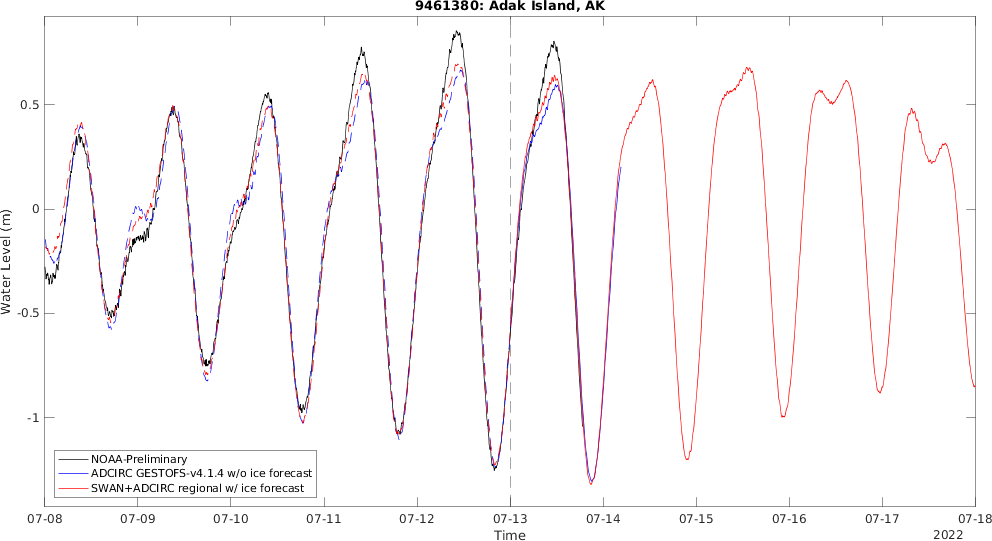 9461380: Adak Island, AK
Water Level (m)
0.5
0
-0.5
-1
NOAA-Preliminary
ADCIRC GESTOFS-v4.1.4 w/o ice forecast
SWAN+ADCIRC regional w/ ice forecast
07-08 07-09 07-10 07-11 07-12 07-13 07-14 07-15 07-16 07-17 07-18
Time
2022